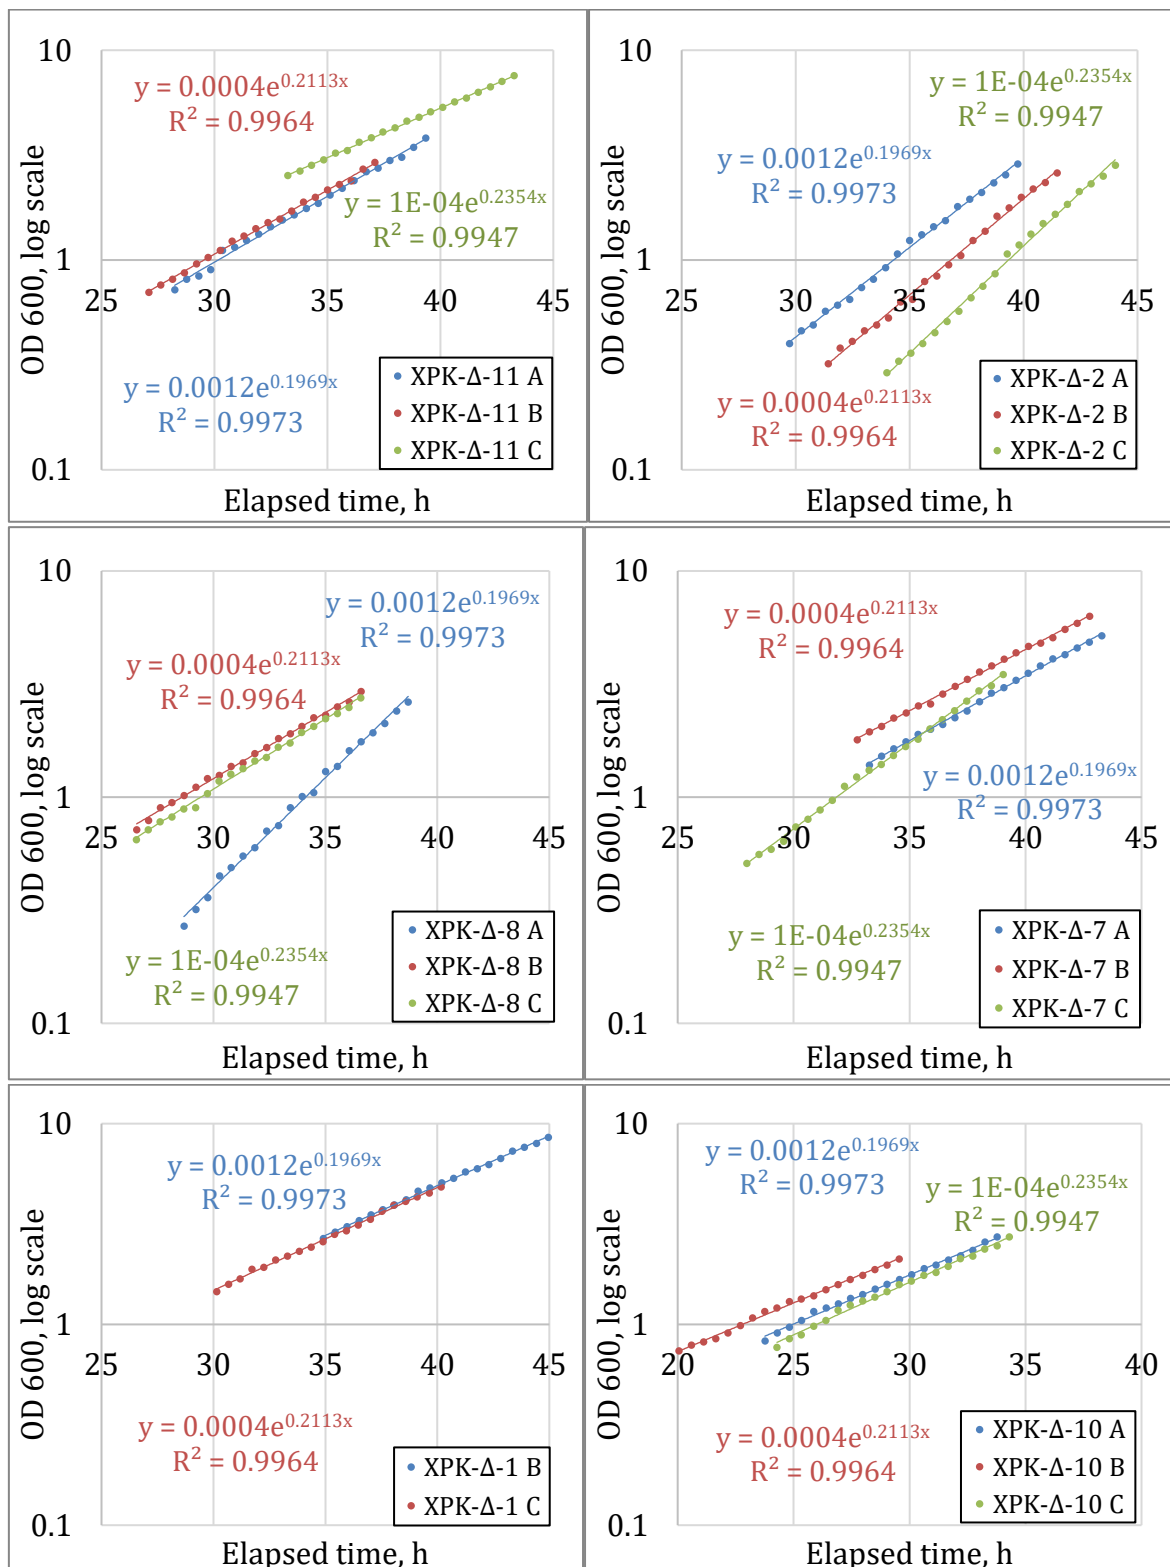 10
y = 0.0004e^0.2113x
R² = 0.9964
OD 600, log scale
y = 1E-04e^0.2354x
R² = 0.9947
1
25 30 35 40 45
y = 0.0012e^0.1969x
R² = 0.9973
XPK-Δ-11 A
XPK-Δ-11 B
XPK-Δ-11 C
0.1
Elapsed time, h
10
y = 1E-04e^0.2354x
R² = 0.9947
y = 0.0012e^0.1969x
R² = 0.9973
OD 600, log scale
1
25 30 35 40 45
y = 0.0004e^0.2113x
R² = 0.9964
XPK-Δ-2 A
XPK-Δ-2 B
XPK-Δ-2 C
0.1
Elapsed time, h
10
y = 0.0012e^0.1969x
R² = 0.9973
y = 0.0004e^0.2113x
R² = 0.9964
OD 600, log scale
1
25 30 35 40 45
y = 1E-04e^0.2354x
R² = 0.9947
XPK-Δ-8 A
XPK-Δ-8 B
XPK-Δ-8 C
0.1
Elapsed time, h
10
y = 0.0004e^0.2113x
R² = 0.9964
OD 600, log scale
y = 0.0012e^0.1969x
R² = 0.9973
1
25 30 35 40 45
y = 1E-04e^0.2354x
R² = 0.9947
XPK-Δ-7 A
XPK-Δ-7 B
XPK-Δ-7 C
0.1
Elapsed time, h
10
y = 0.0012e^0.1969x
R² = 0.9973
OD 600, log scale
1
25 30 35 40 45
y = 0.0004e^0.2113x
R² = 0.9964
XPK-Δ-1 B
XPK-Δ-1 C
0.1
Elapsed time, h
10
y = 0.0012e^0.1969x
R² = 0.9973
y = 1E-04e^0.2354x
R² = 0.9947
OD 600, log scale
1
20 25 30 35 40
y = 0.0004e^0.2113x
R² = 0.9964
XPK-Δ-10 A
XPK-Δ-10 B
XPK-Δ-10 C
0.1
Elapsed time, h